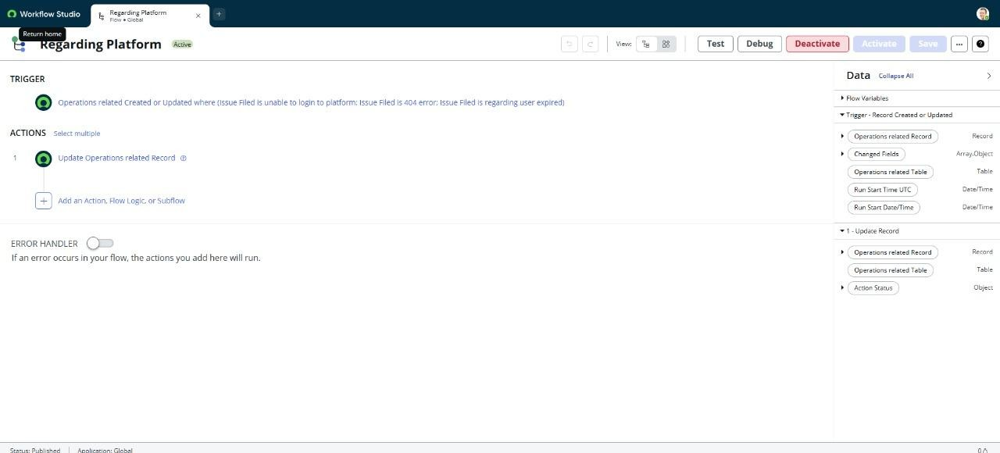 Workflow Studio
Regarding Platform
Flow • Global
Return home
Regarding Platform
Active
View:
Test
Debug
Deactivate
Activate
Save
TRIGGER
Operations related Created or Updated where (Issue Filed is unable to login to platform; Issue Filed is 404 error; Issue Filed is regarding user expired)
ACTIONS
Select multiple
1
Update Operations related Record
Add an Action, Flow Logic, or Subflow
ERROR HANDLER
If an error occurs in your flow, the actions you add here will run.
Data
Collapse All
Flow Variables
Trigger - Record Created or Updated
Operations related Record Record
Changed Fields Array.Object
Operations related Table Table
Run Start Time UTC Date/Time
Run Start Date/Time Date/Time
1 - Update Record
Operations related Record Record
Operations related Table Table
Action Status Object
Status: Published
Application: Global
0